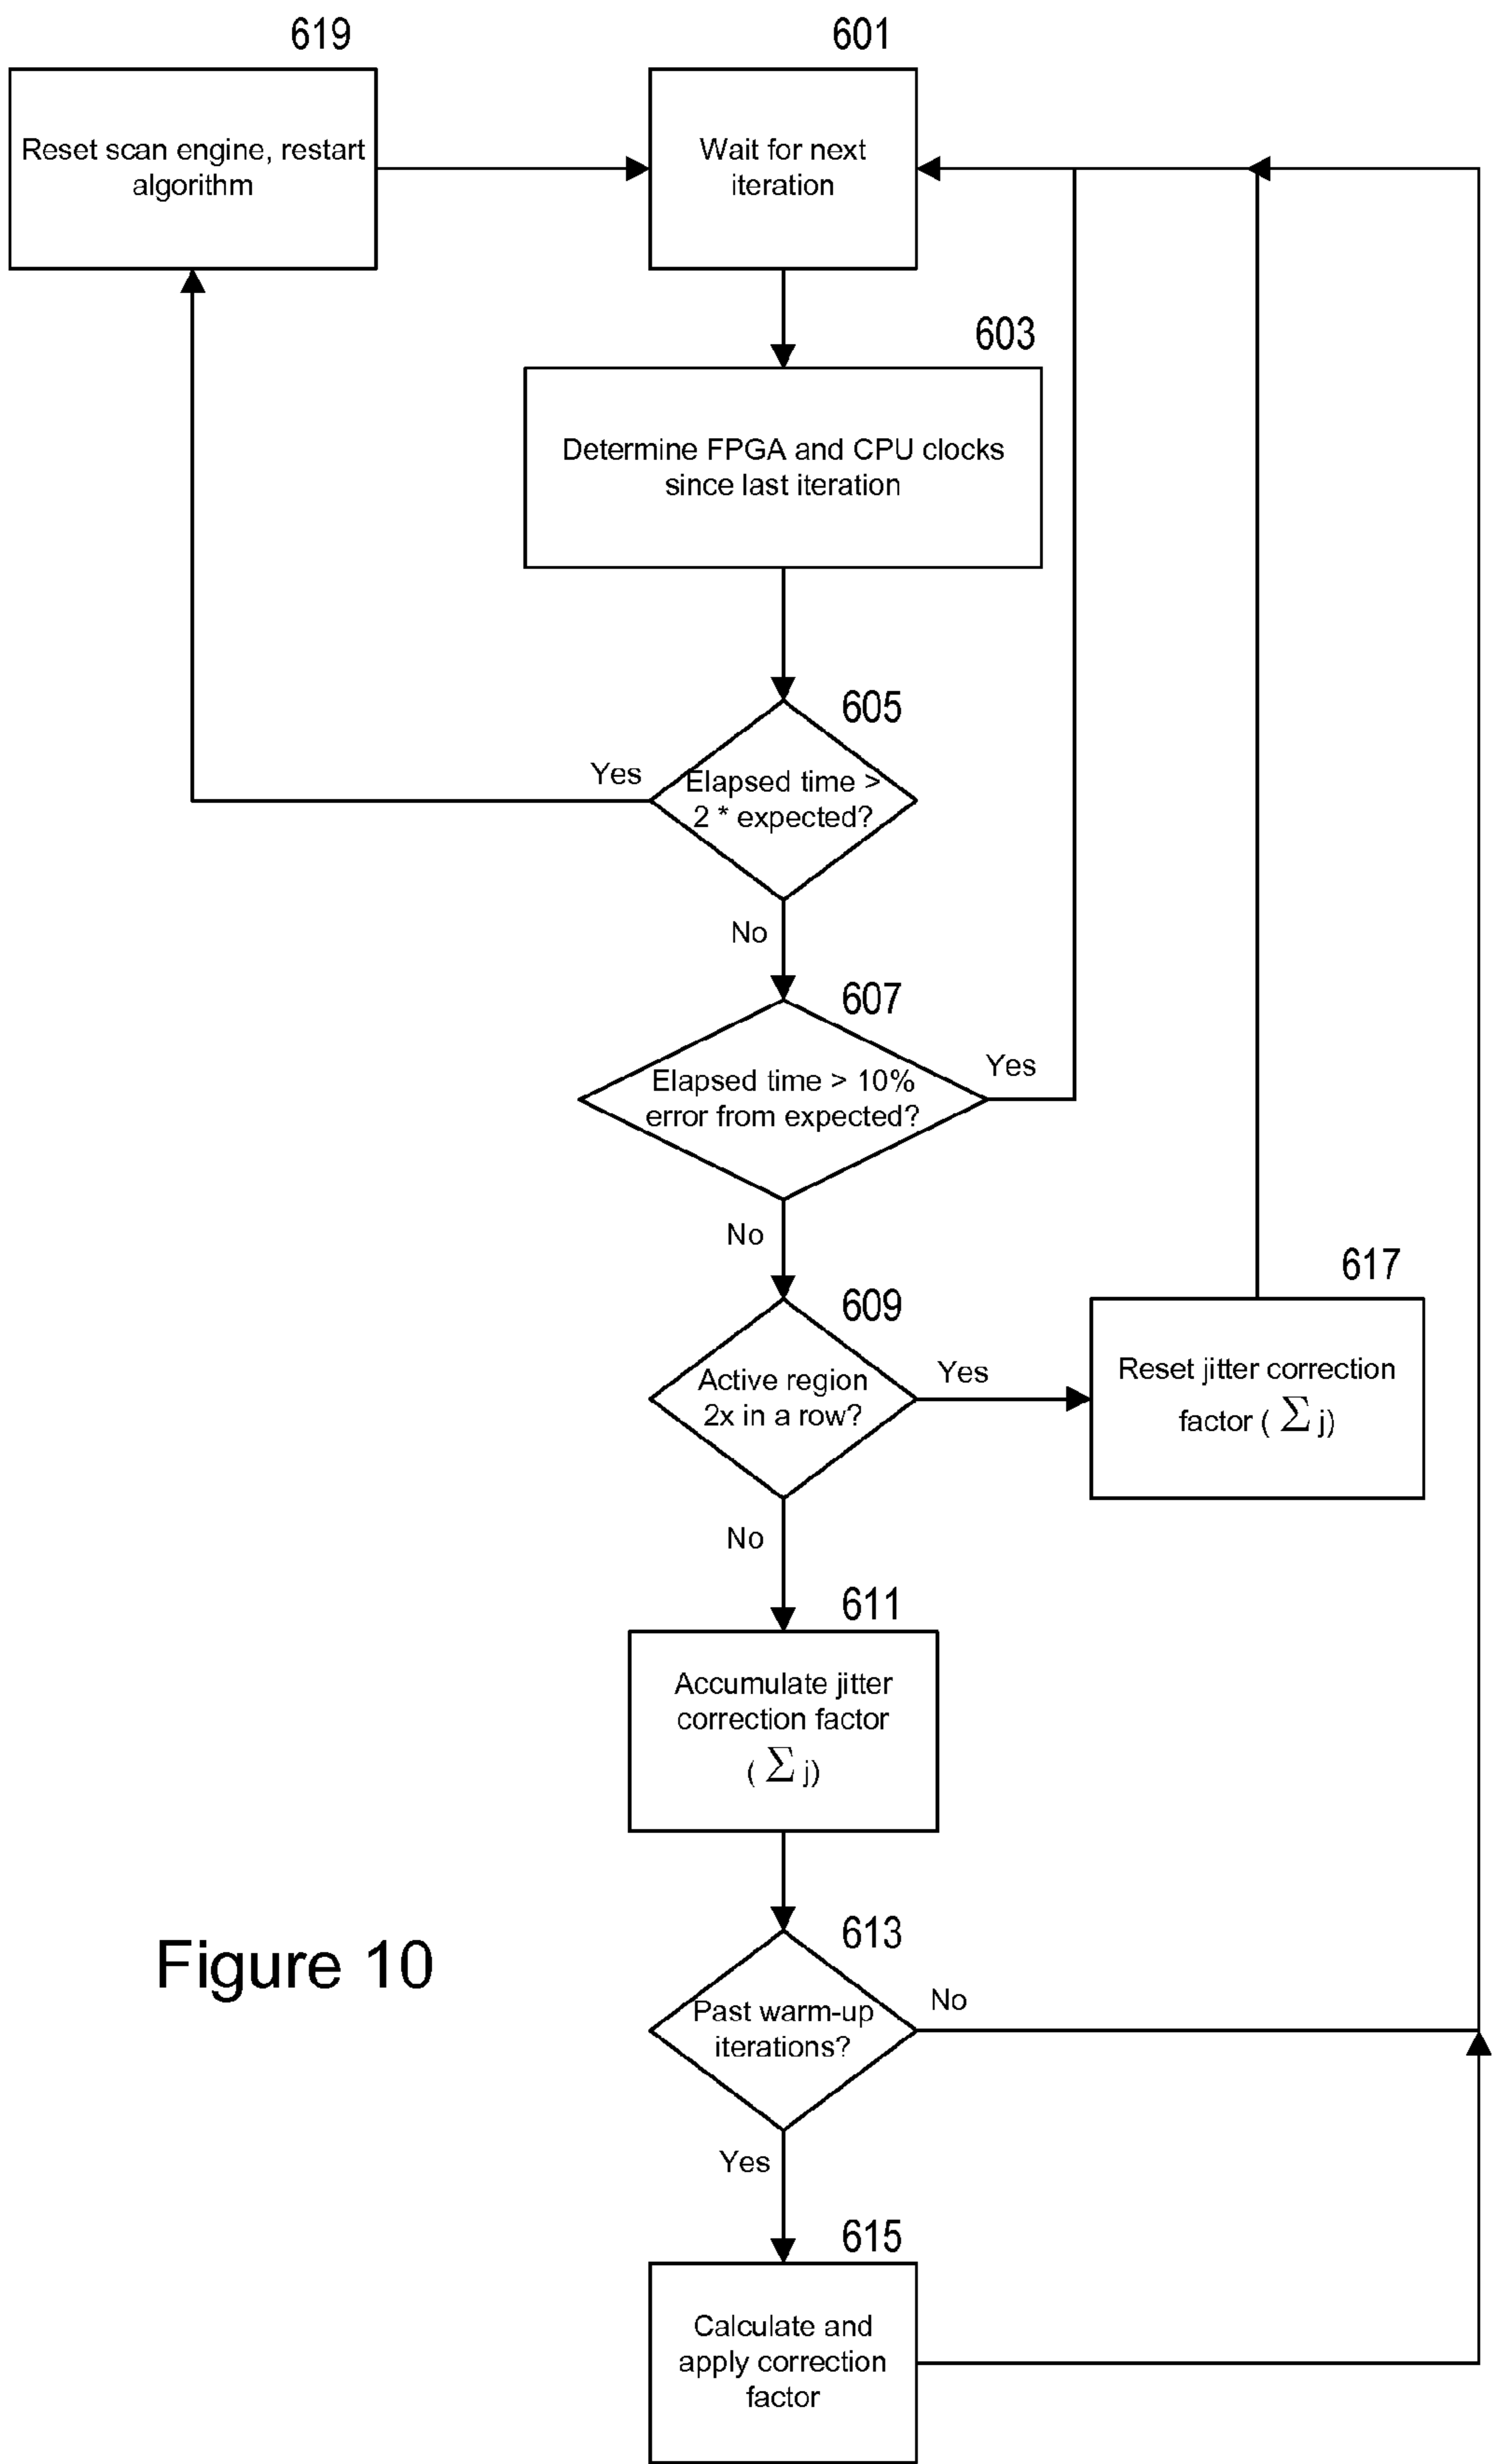 619
601
Reset scan engine, restart
algorithm
Wait for next
iteration
603
Determine FPGA and CPU clocks
since last iteration
605
Yes
Elapsed time >
2 * expected?
No
607
Elapsed time > 10%
error from expected?
Yes
No
609
617
Active region
2x in a row?
Yes
Reset jitter correction
factor ( ∑ j)
No
611
Accumulate jitter
correction factor
( ∑ j)
Figure 10
613
Past warm-up
iterations?
No
Yes
615
Calculate and
apply correction
factor